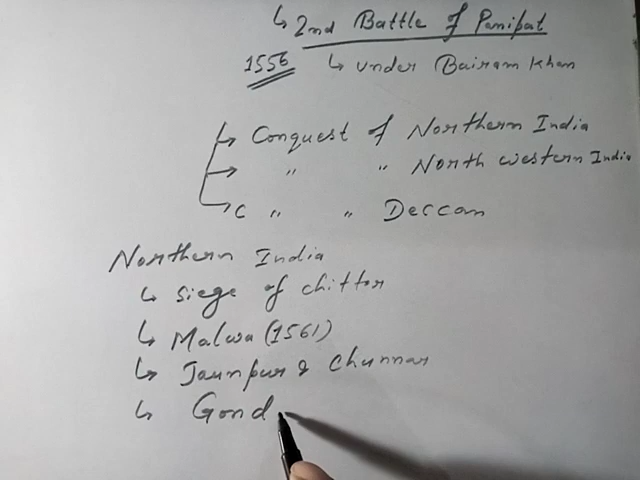 ↳ 2nd Battle of Panipat
1556 ↳ under Bairam Khan
→ Conquest of Northern India
→ " " North western India
→ C " " Deccan
Northern India
↳ siege of chittor
↳ Malwa (1561)
↳ Jaunpur & Chunnar
↳ Gond